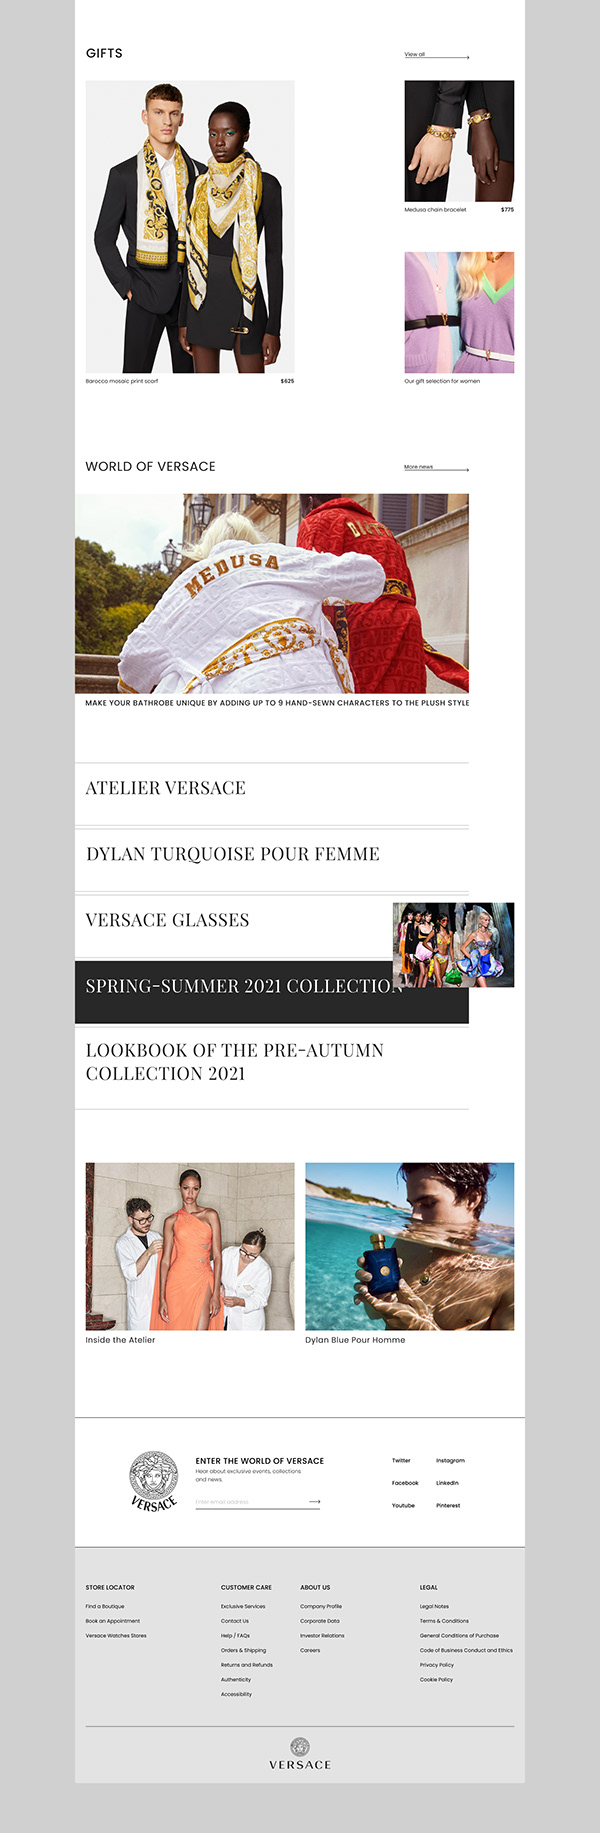 GIFTS
View all
Medusa chain bracelet $775
Barocco mosaic print scarf $625
Our gift selection for women
WORLD OF VERSACE
More news
MEDUSA
MAKE YOUR BATHROBE UNIQUE BY ADDING UP TO 9 HAND-SEWN CHARACTERS TO THE PLUSH STYLE
ATELIER VERSACE
DYLAN TURQUOISE POUR FEMME
VERSACE GLASSES
SPRING-SUMMER 2021 COLLECTION
LOOKBOOK OF THE PRE-AUTUMN
COLLECTION 2021
Inside the Atelier
Dylan Blue Pour Homme
VERSACE
ENTER THE WORLD OF VERSACE
Hear about exclusive events, collections
and news.
Enter email address
Twitter Instagram
Facebook LinkedIn
Youtube Pinterest
STORE LOCATOR
Find a Boutique
Book an Appointment
Versace Watches Stores
CUSTOMER CARE
Exclusive Services
Contact Us
Help / FAQs
Orders & Shipping
Returns and Refunds
Authenticity
Accessibility
ABOUT US
Company Profile
Corporate Data
Investor Relations
Careers
LEGAL
Legal Notes
Terms & Conditions
General Conditions of Purchase
Code of Business Conduct and Ethics
Privacy Policy
Cookie Policy
VERSACE